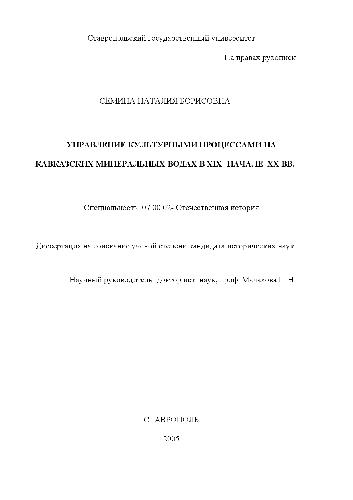 Ставропольский государственный университет
На правах рукописи
СЕМИНА НАТАЛИЯ БОРИСОВНА
УПРАВЛЕНИЕ КУЛЬТУРНЫМИ ПРОЦЕССАМИ НА
КАВКАЗСКИХ МИНЕРАЛЬНЫХ ВОДАХ В XIX- НАЧАЛЕ XX ВВ.
Специальность 07.00.02- Отечественная история
Диссертация на соискание ученой степени кандидата исторических наук
Научный руководитель: доктор ист. наук, проф.
СТАВРОПОЛЬ
2005